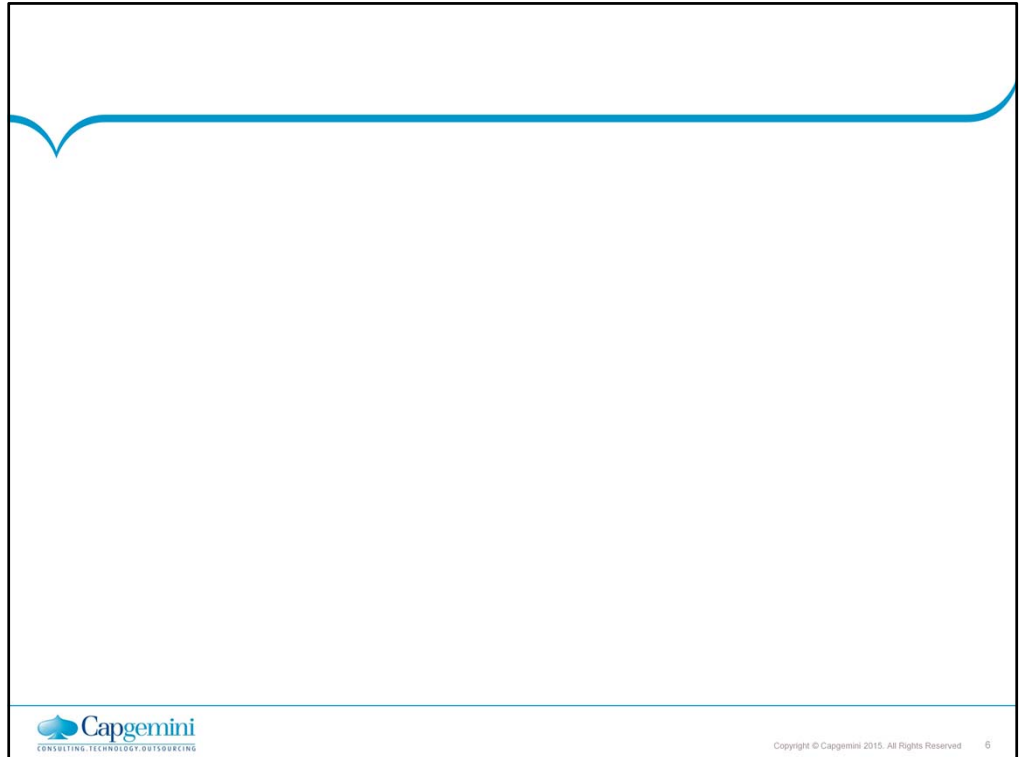 Capgemini
CONSULTING.TECHNOLOGY.OUTSOURCING
Copyright © Capgemini 2015. All Rights Reserved 6